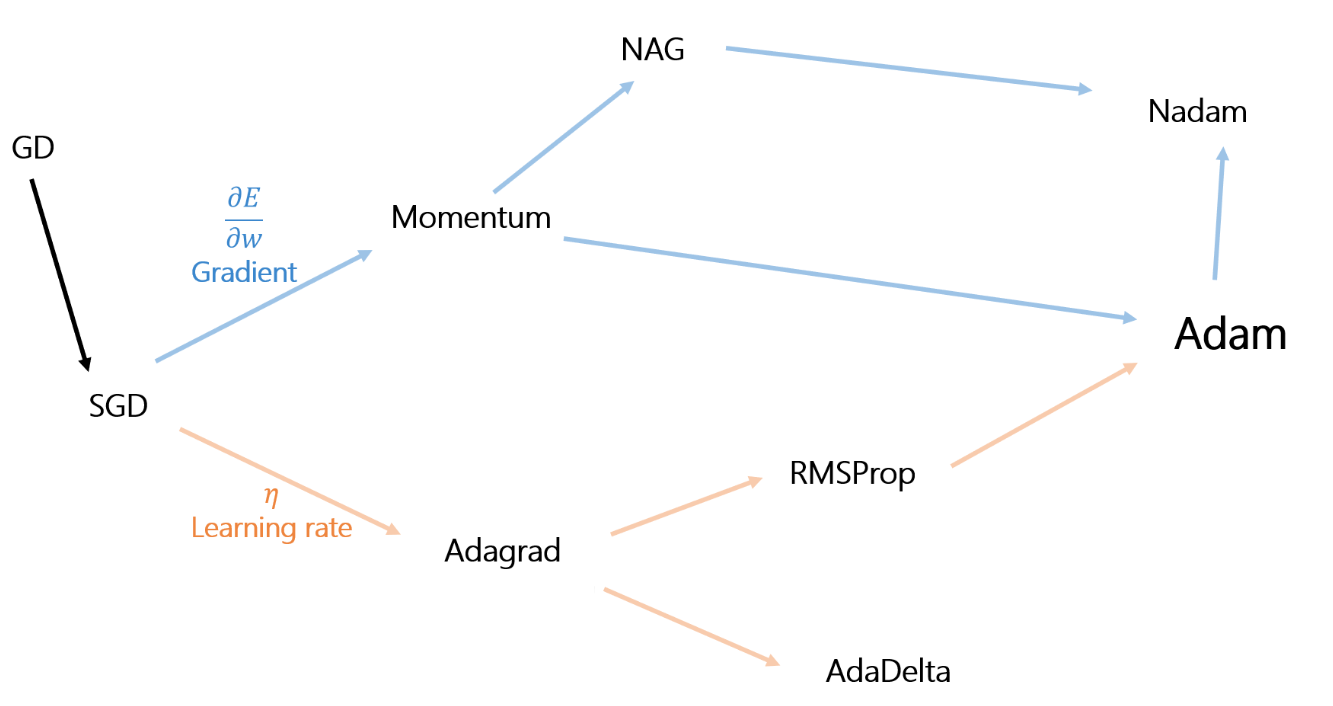 NAG
Nadam
GD
∂E
∂w
Gradient
Momentum
Adam
SGD
RMSProp
η
Learning rate
Adagrad
AdaDelta